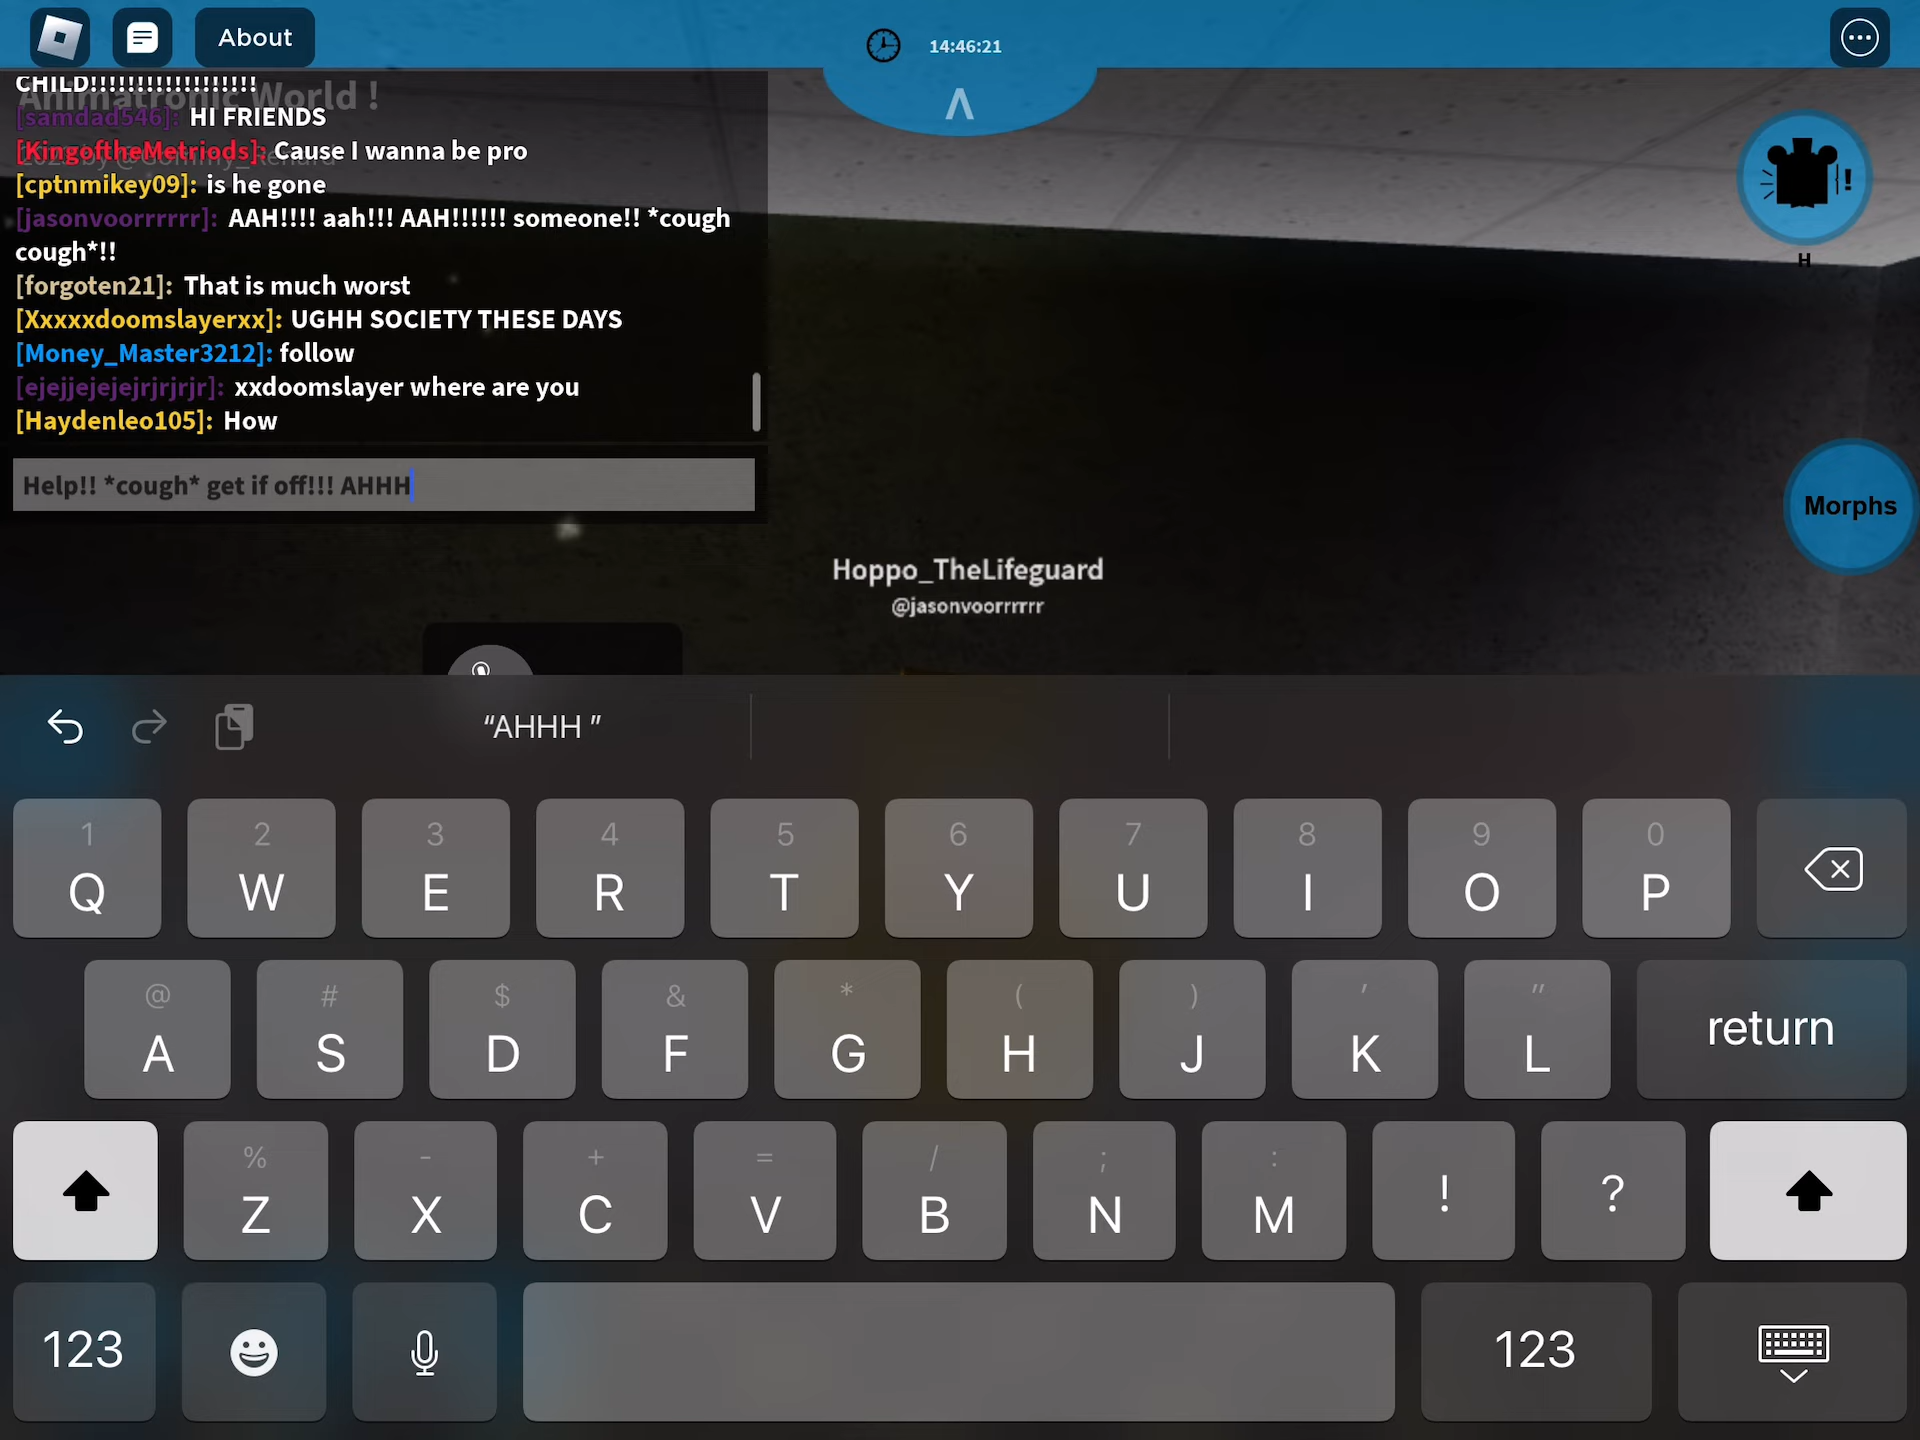 About
14:46:21
CHILD!!!!!!!!!!!!!!!!!!
Animatronic World !
[samdad546]: HI FRIENDS
[KingoftheMetriods]: Cause I wanna be pro
[cptnmikey09]: is he gone
[jasonvoorrrrrr]: AAH!!!! aah!!! AAH!!!!!! someone!! *cough
cough*!!
[forgoten21]: That is much worst
[Xxxxxdoomslayerxx]: UGHH SOCIETY THESE DAYS
[Money_Master3212]: follow
[ejejjejejejrjrjrjr]: xxdoomslayer where are you
[Haydenleo105]: How
Help!! *cough* get if off!!! AHHH
!
H
Morphs
Hoppo_TheLifeguard
@jasonvoorrrrrr
“AHHH ”
1 2 3 4 5 6 7 8 9 0
Q W E R T Y U I O P
@ # $ & * ( ) ' "
A S D F G H J K L return
% - + = / ; :
Z X C V B N M ! ?
123 123